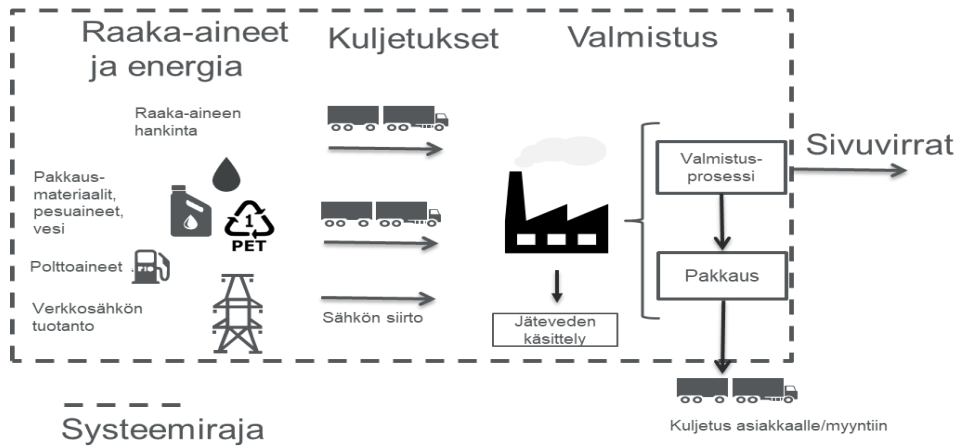 Raaka-aineet
ja energia
Kuljetukset
Valmistus
Raaka-aineen
hankinta
Pakkaus-
materiaalit,
pesuaineet,
vesi
1
PET
Polttoaineet
Verkkosähkön
tuotanto
Sähkön siirto
Jäteveden
käsittely
Valmistus-
prosessi
Pakkaus
Sivuvirrat
Kuljetus asiakkaalle/myyntiin
Systeemiraja